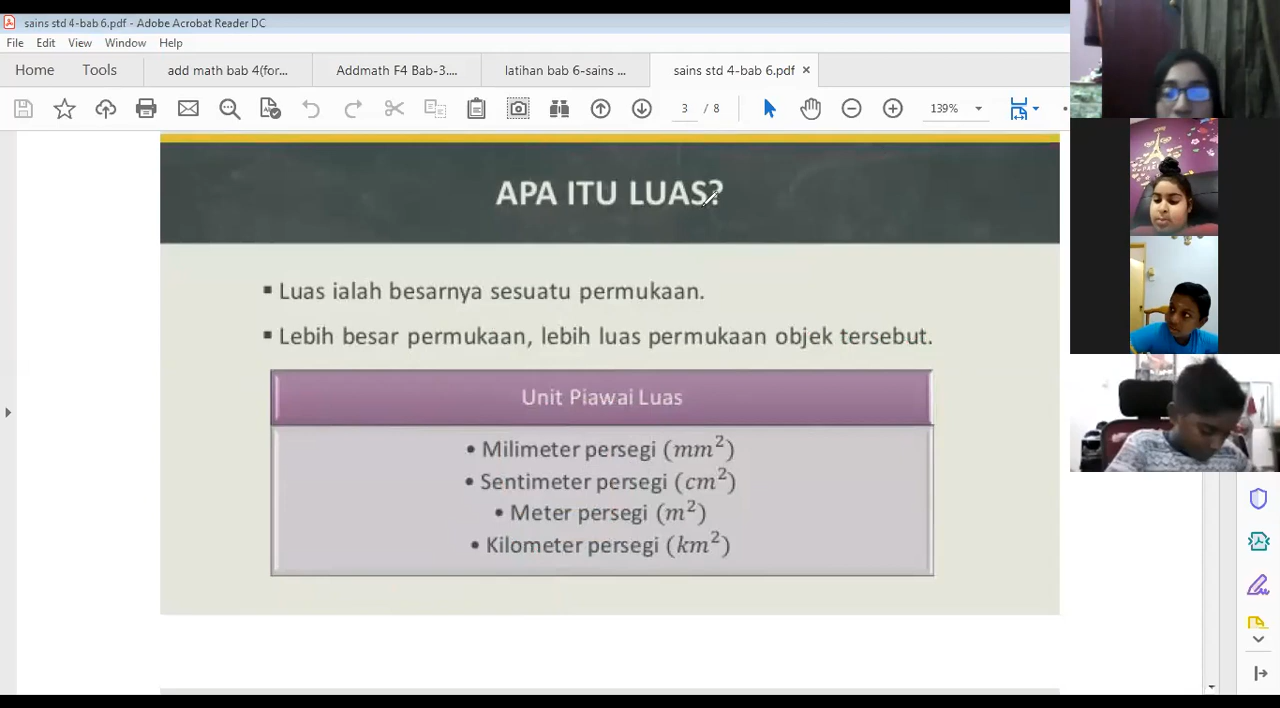 sains std 4-bab 6.pdf - Adobe Acrobat Reader DC
File Edit View Window Help
Home Tools add math bab 4(for... Addmath F4 Bab-3.... latihan bab 6-sains ... sains std 4-bab 6.pdf ×
3 / 8 139%
APA ITU LUAS?
▪ Luas ialah besarnya sesuatu permukaan.
▪ Lebih besar permukaan, lebih luas permukaan objek tersebut.
Unit Piawai Luas
• Milimeter persegi (mm²)
• Sentimeter persegi (cm²)
• Meter persegi (m²)
• Kilometer persegi (km²)
PARIS